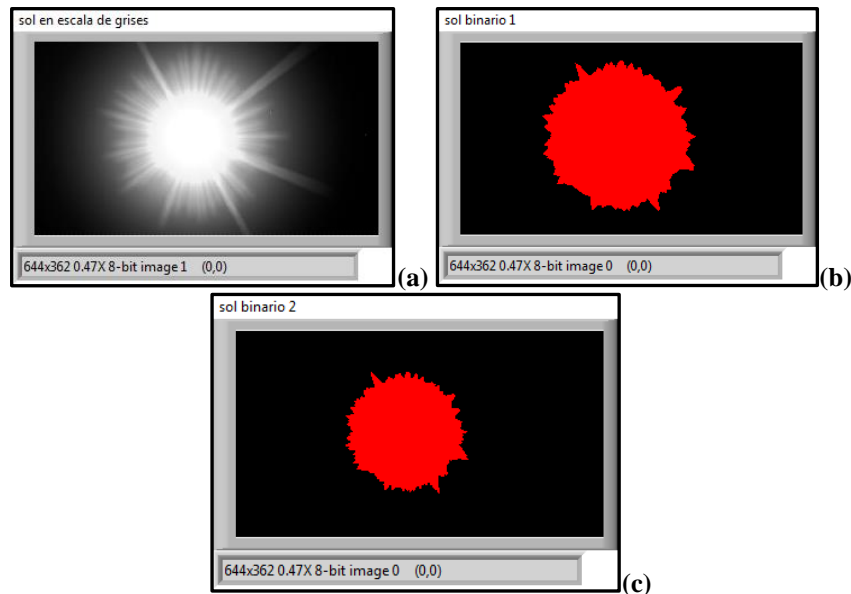 sol en escala de grises
644x362 0.47X 8-bit image 1 (0,0)
(a)
sol binario 1
644x362 0.47X 8-bit image 0 (0,0)
(b)
sol binario 2
644x362 0.47X 8-bit image 0 (0,0)
(c)